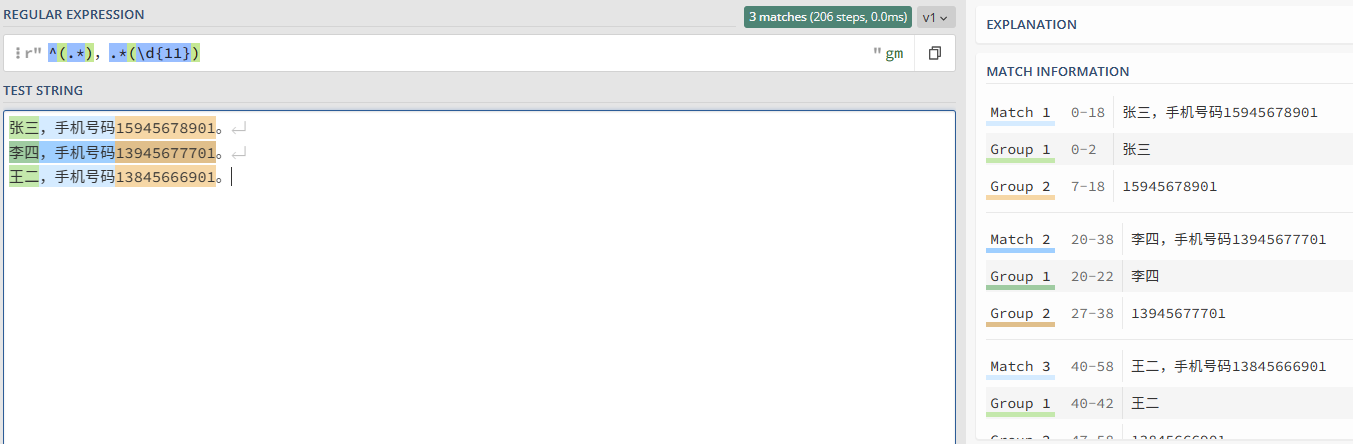 REGULAR EXPRESSION
3 matches (206 steps, 0.0ms)
v1
r" ^(.*)，.*(\d{11}) " gm
TEST STRING
张三，手机号码15945678901。
李四，手机号码13945677701。
王二，手机号码13845666901。
EXPLANATION
MATCH INFORMATION
Match 1 0-18 张三，手机号码15945678901
Group 1 0-2 张三
Group 2 7-18 15945678901
Match 2 20-38 李四，手机号码13945677701
Group 1 20-22 李四
Group 2 27-38 13945677701
Match 3 40-58 王二，手机号码13845666901
Group 1 40-42 王二
Group 2 47-58 13845666901